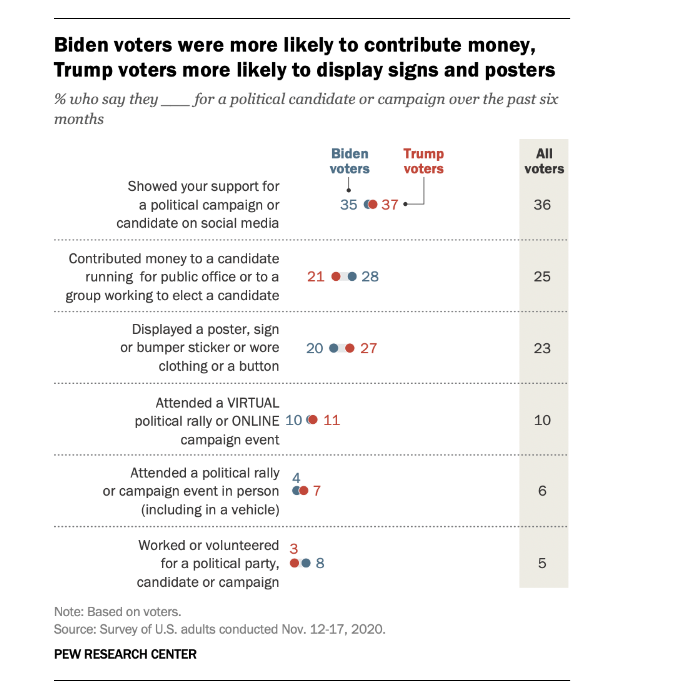 Biden voters were more likely to contribute money,
Trump voters more likely to display signs and posters
% who say they ____ for a political candidate or campaign over the past six
months
Biden voters
Trump voters
All voters
Showed your support for
a political campaign or
candidate on social media
35 37 36
Contributed money to a candidate
running for public office or to a
group working to elect a candidate
21 28 25
Displayed a poster, sign
or bumper sticker or wore
clothing or a button
20 27 23
Attended a VIRTUAL
political rally or ONLINE
campaign event
10 11 10
Attended a political rally
or campaign event in person
(including in a vehicle)
4 7 6
Worked or volunteered
for a political party,
candidate or campaign
3 8 5
Note: Based on voters.
Source: Survey of U.S. adults conducted Nov. 12-17, 2020.
PEW RESEARCH CENTER